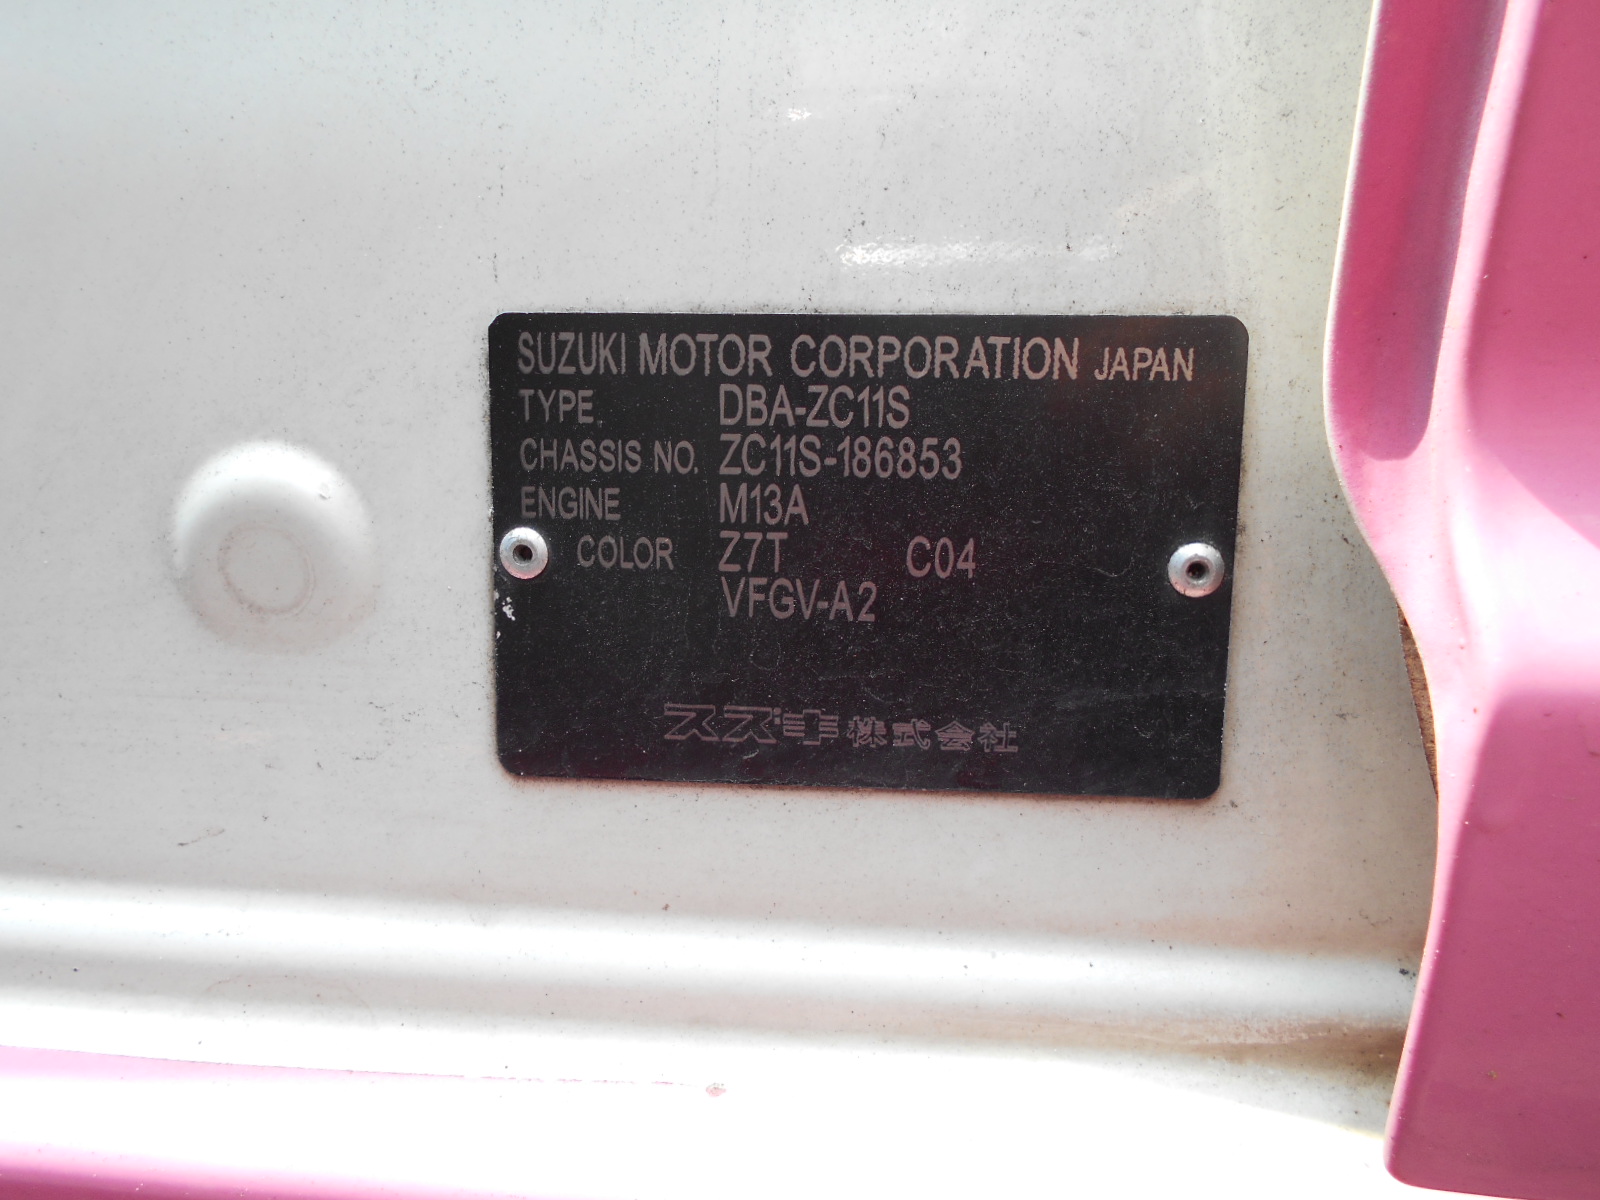 SUZUKI MOTOR CORPORATION JAPAN
TYPE DBA-ZC11S
CHASSIS NO. ZC11S-186853
ENGINE M13A
COLOR Z7T C04
VFGV-A2
スズキ株式会社